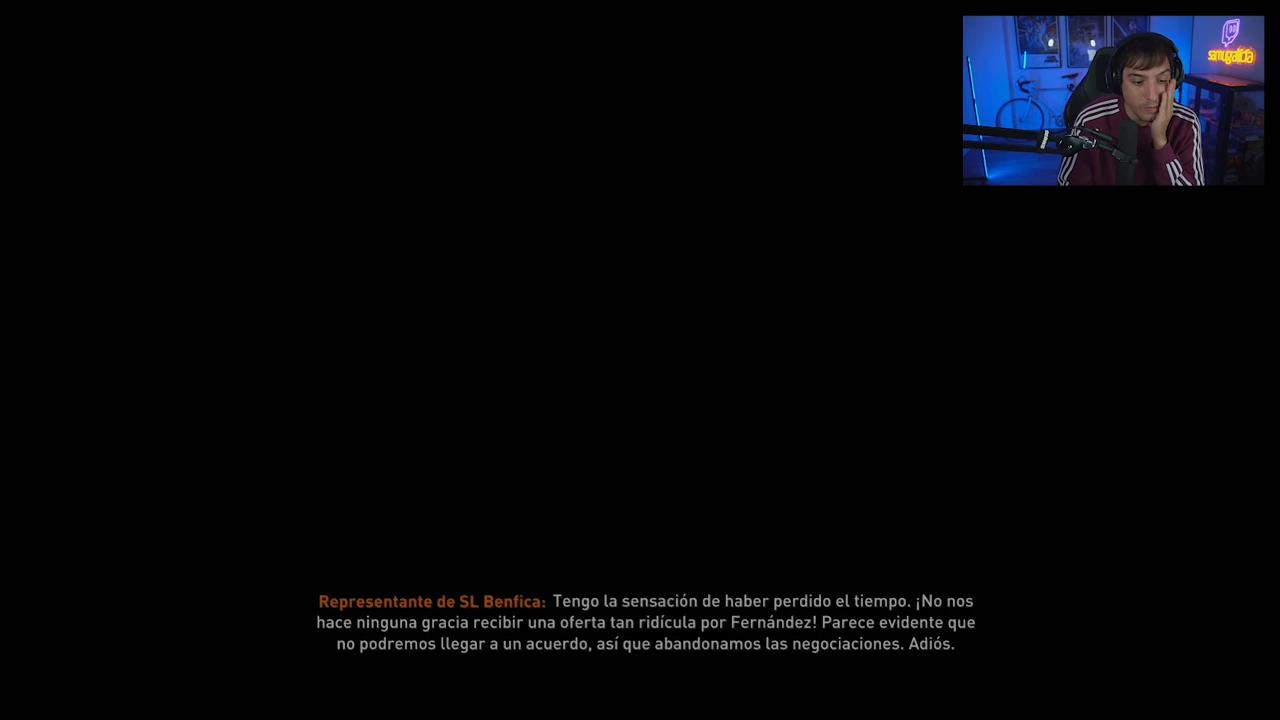 samugalida
Representante de SL Benfica: Tengo la sensación de haber perdido el tiempo. ¡No nos
hace ninguna gracia recibir una oferta tan ridícula por Fernández! Parece evidente que
no podremos llegar a un acuerdo, así que abandonamos las negociaciones. Adiós.